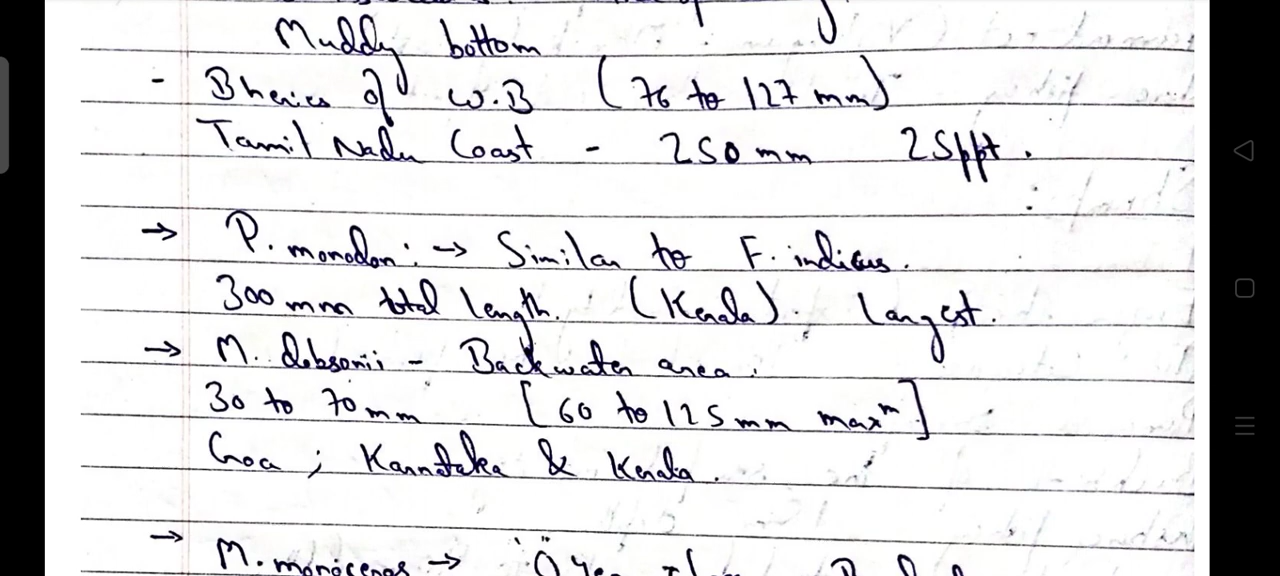 Muddy bottom
- Bheries of W.B (76 to 127 mm)
Tamil Nadu Coast - 250 mm 25ppt.
→ P. monodon: → Similar to F. indicus.
300 mm total length. (Kerala). largest.
→ M. dobsonii - Backwater area.
30 to 70mm [60 to 125 mm maxᵐ]
Goa ; Karnataka & Kerala.
→ M. monoceros →